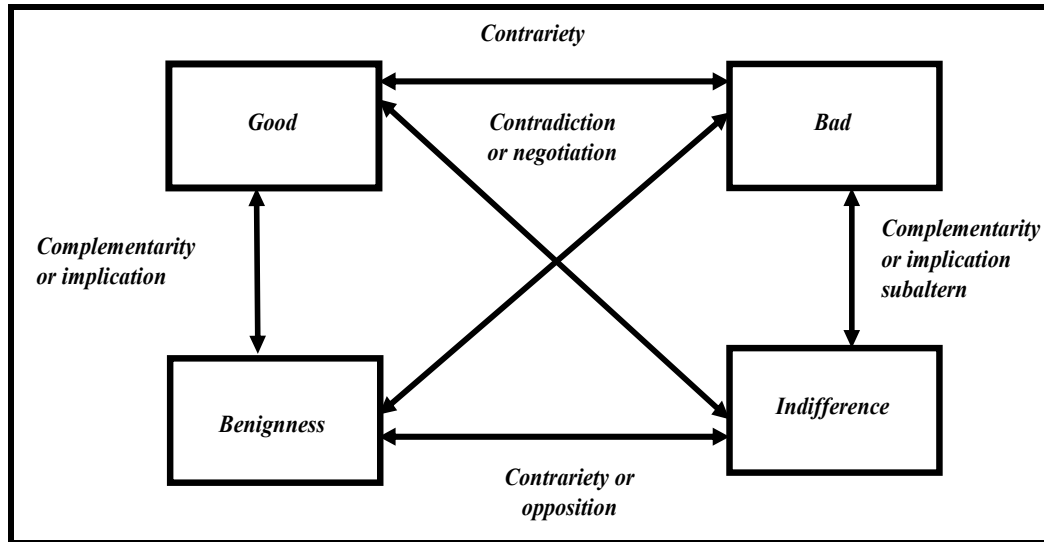 Contrariety
Good
Contradiction
or negotiation
Bad
Complementarity
or implication
Complementarity
or implication
subaltern
Benignness
Indifference
Contrariety or
opposition